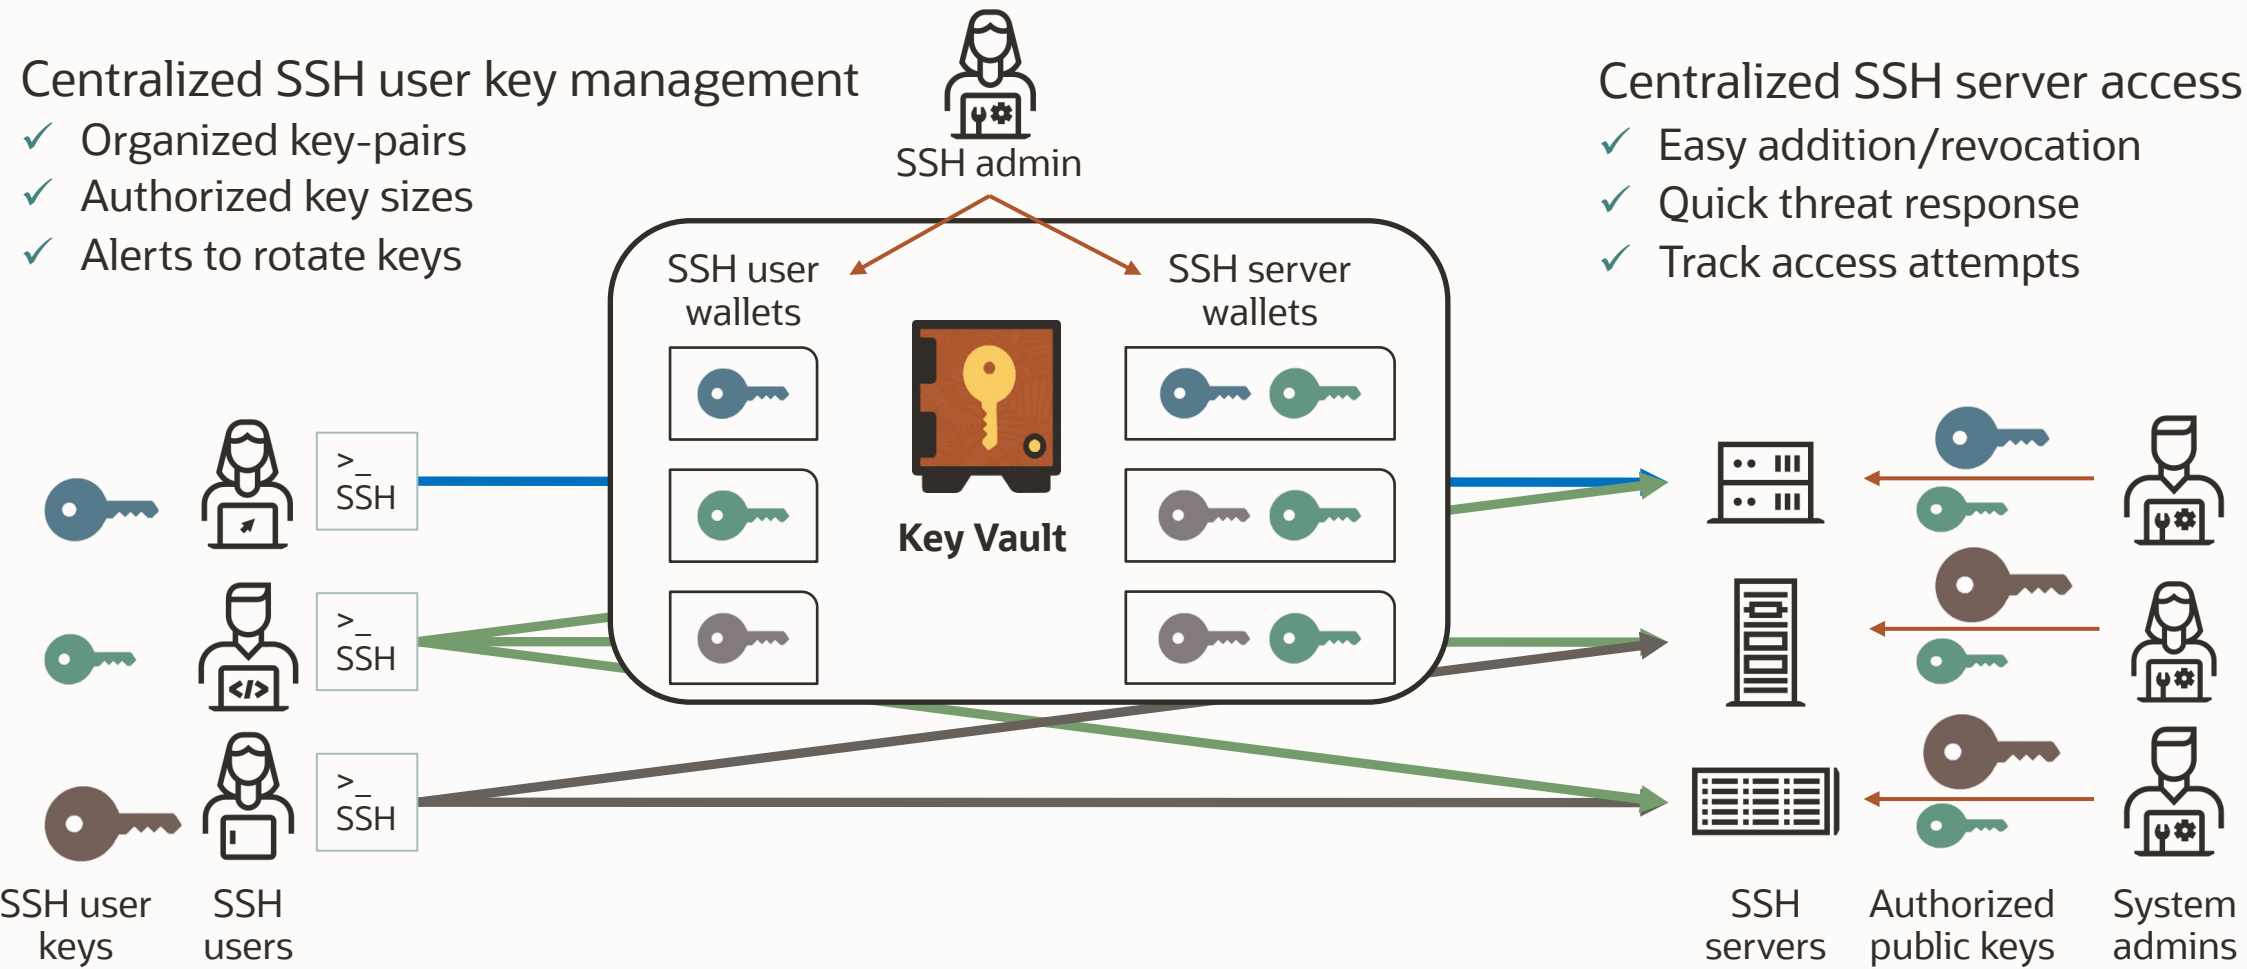 Centralized SSH user key management
✓ Organized key-pairs
✓ Authorized key sizes
✓ Alerts to rotate keys
SSH admin
Centralized SSH server access
✓ Easy addition/revocation
✓ Quick threat response
✓ Track access attempts
SSH user
wallets
SSH server
wallets
Key Vault
>_
SSH
>_
SSH
</>
>_
SSH
SSH user
keys
SSH
users
SSH
servers
Authorized
public keys
System
admins